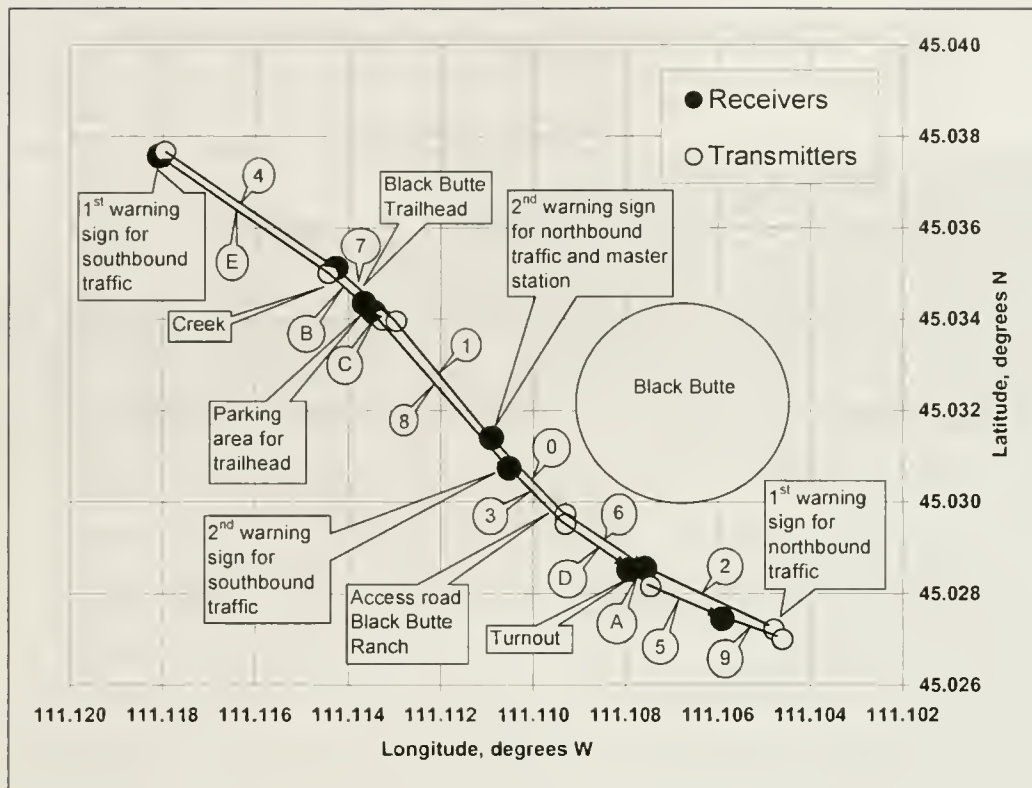 45.040
Receivers
Transmitters
45.038
4
Black Butte
Trailhead
2nd warning sign
for northbound
traffic and master
station
1st warning
sign for
southbound
traffic
E
7
45.036
Creek
B
C
1
45.034
Latitude, degrees N
Black Butte
8
Parking
area for
trailhead
45.032
0
3
6
1st warning
sign for
northbound
traffic
45.030
2nd warning
sign for
southbound
traffic
Access road
Black Butte
Ranch
D
2
Turnout
A
5
9
45.028
45.026
111.120 111.118 111.116 111.114 111.112 111.110 111.108 111.106 111.104 111.102
Longitude, degrees W